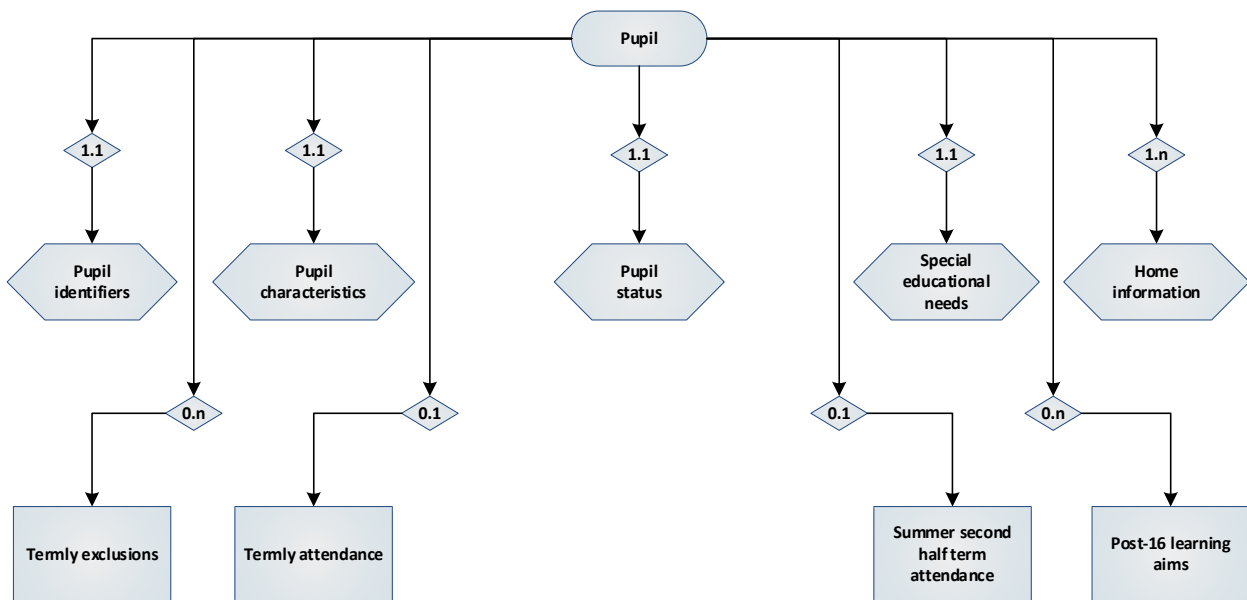 Pupil
1.1
1.1
1.1
1.1
1.n
Pupil
identifiers
Pupil
characteristics
Pupil
status
Special
educational
needs
Home
information
0.n
0.1
0.1
0.n
Termly exclusions
Termly attendance
Summer second
half term
attendance
Post-16 learning
aims